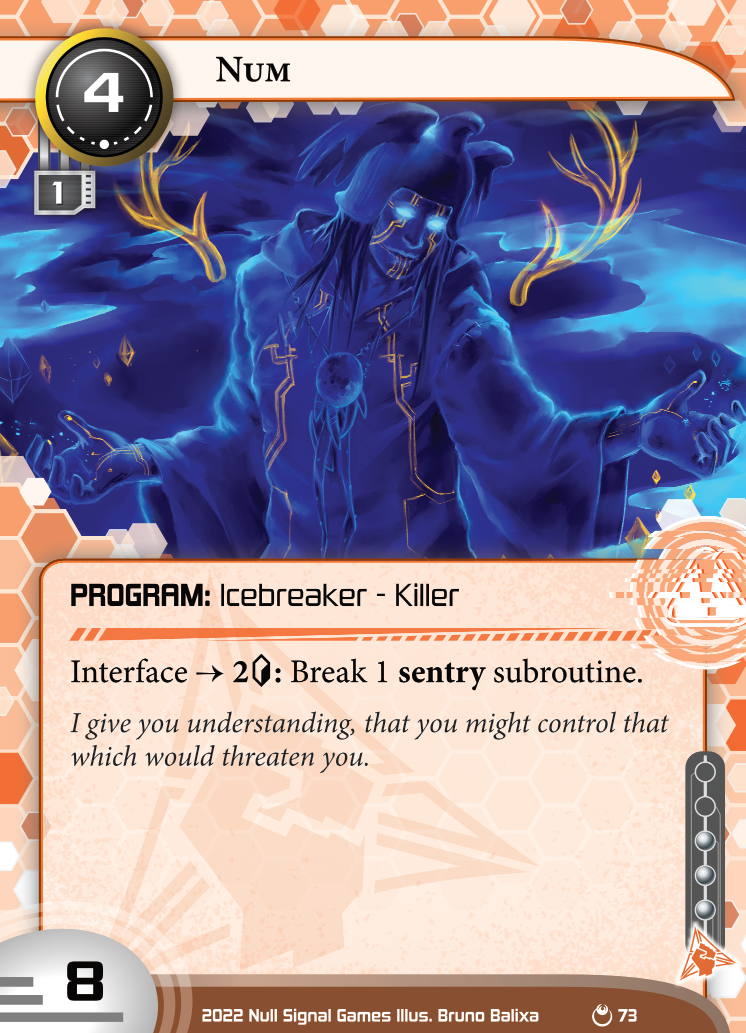 4
Num
1
PROGRAM: Icebreaker - Killer
Interface → 2: Break 1 sentry subroutine.
I give you understanding, that you might control that
which would threaten you.
8
2022 Null Signal Games Illus. Bruno Balixa 73